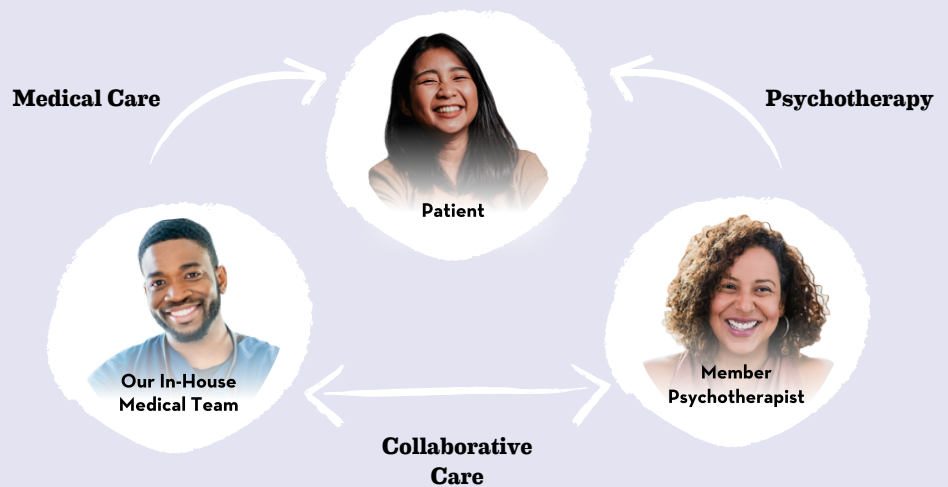 Medical Care
Psychotherapy
Patient
Our In-House
Medical Team
Member
Psychotherapist
Collaborative
Care